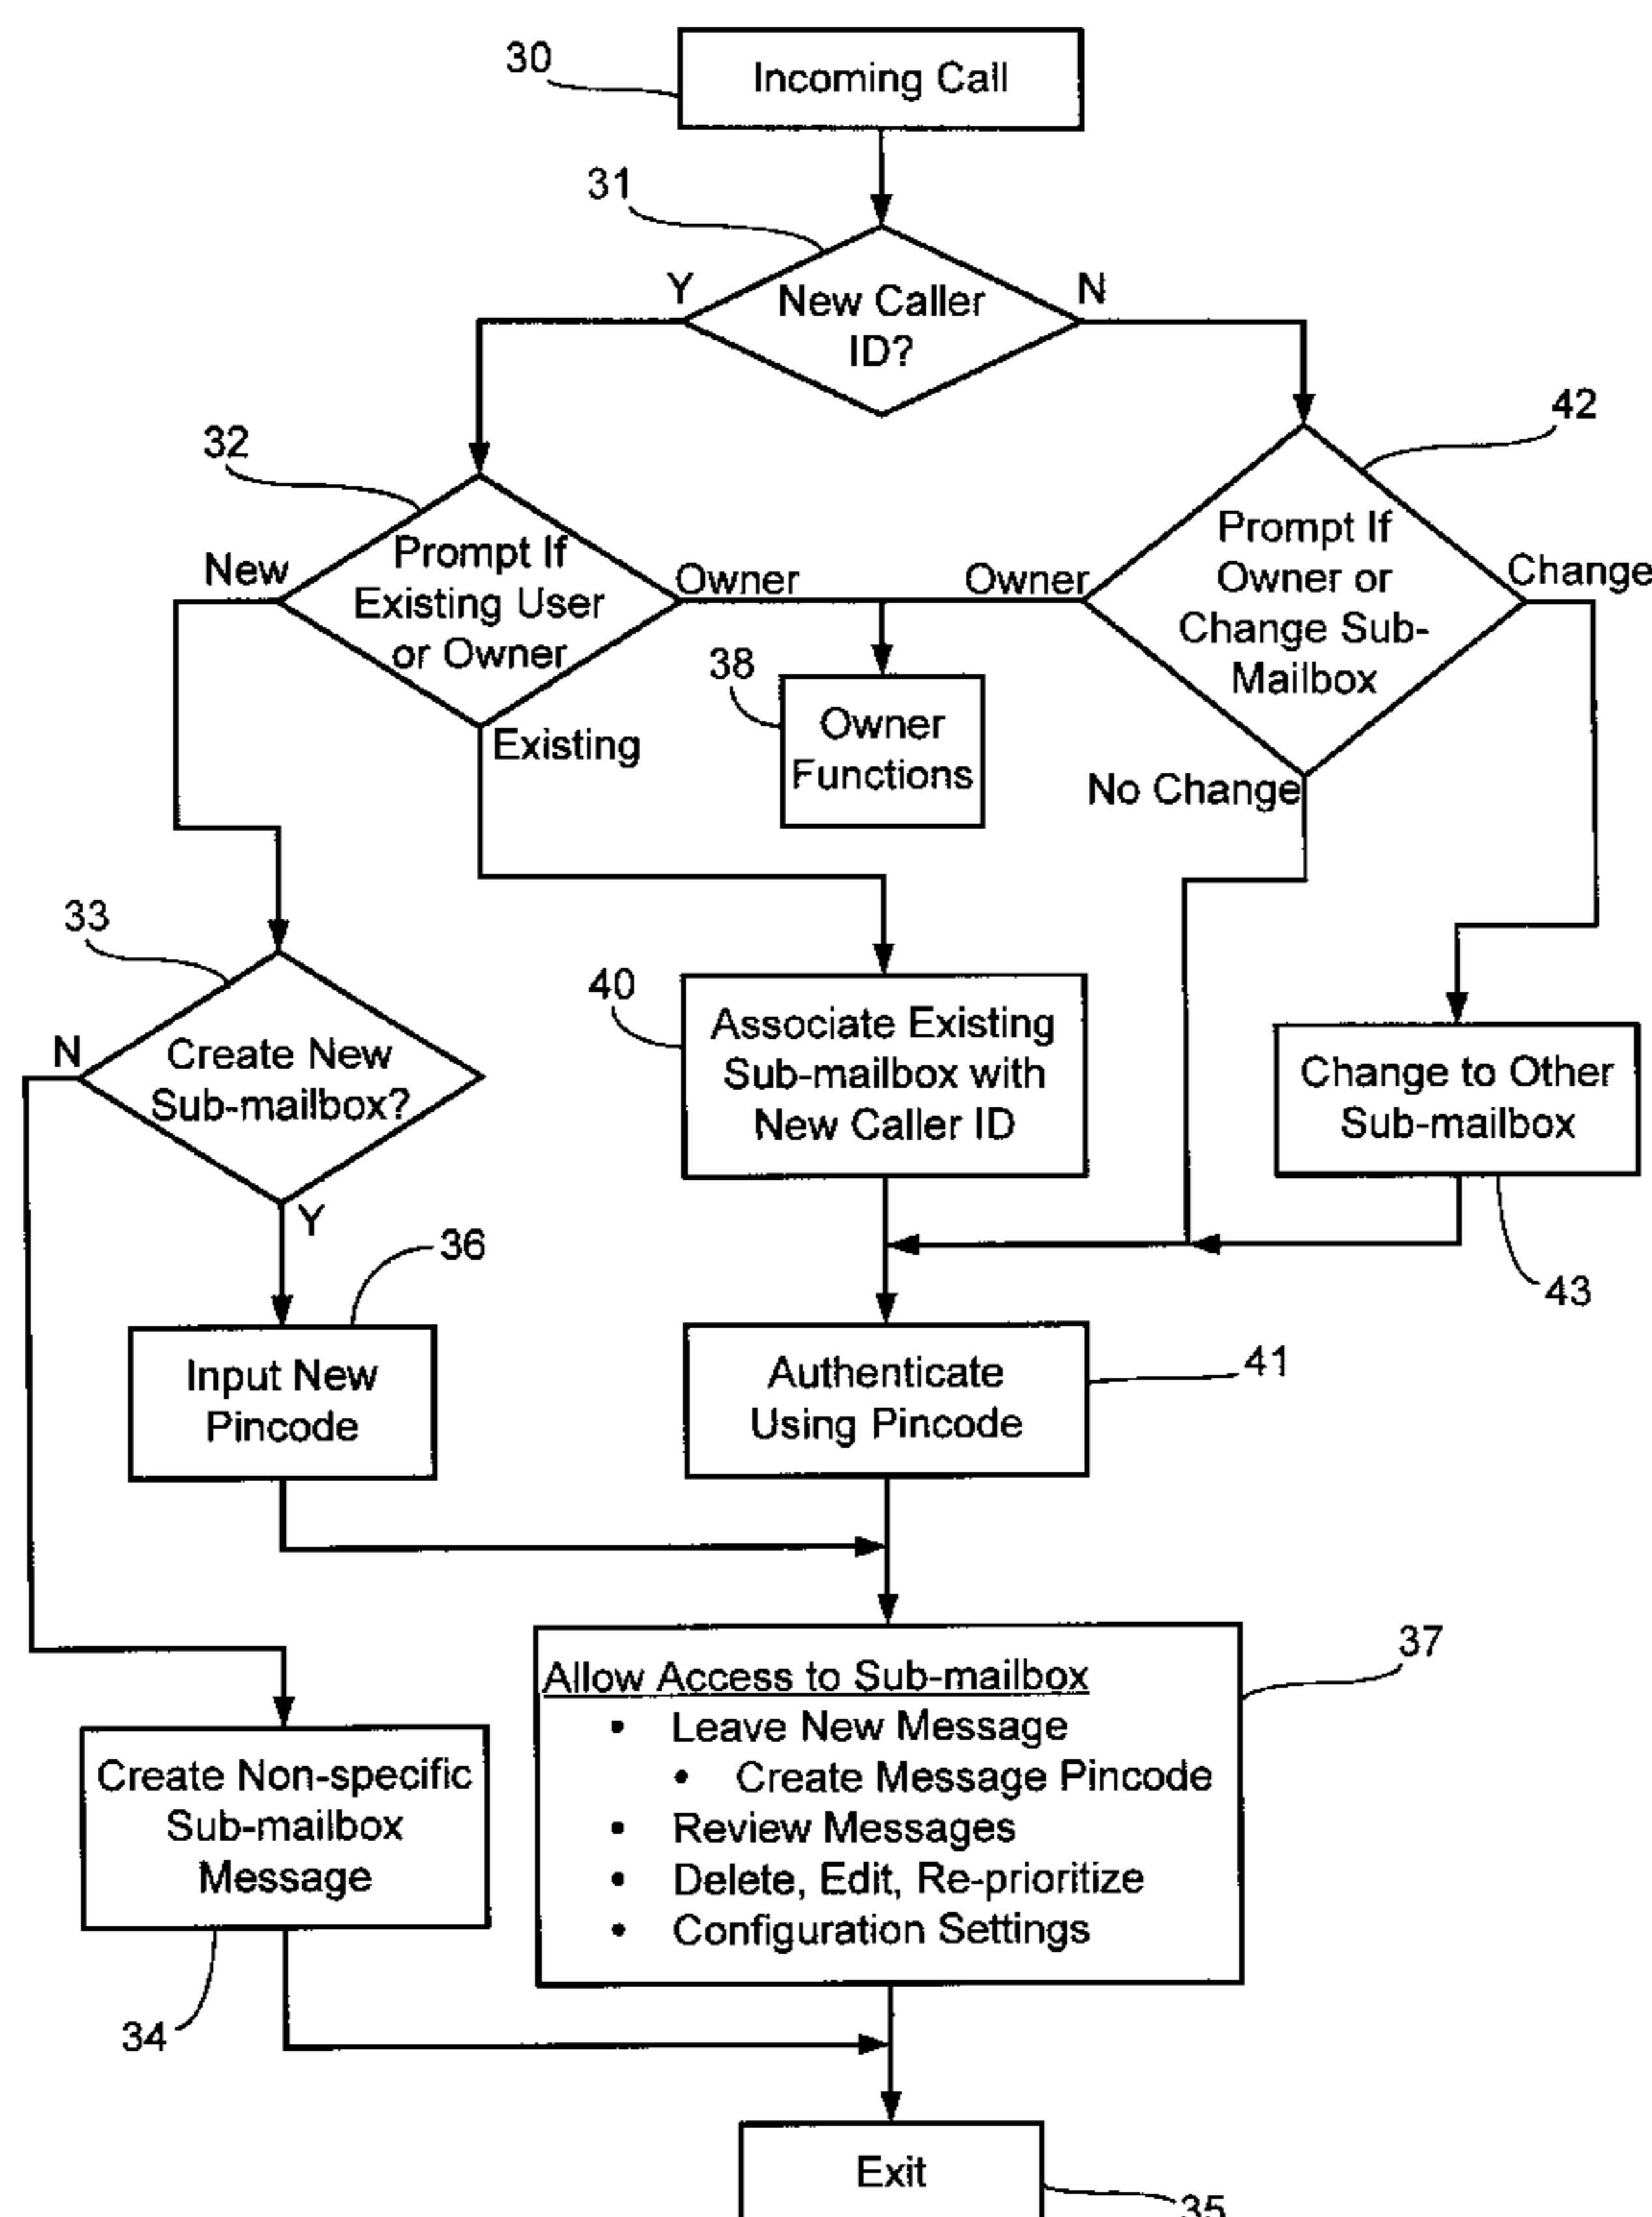 30
Incoming Call
31
Y
New Caller
ID?
N
42
32
New
Prompt If
Existing User
or Owner
Owner
Owner
Prompt If
Owner or
Change Sub-
Mailbox
Change
38
Owner
Functions
Existing
No Change
33
N
Create New
Sub-mailbox?
Y
40
Associate Existing
Sub-mailbox with
New Caller ID
Change to Other
Sub-mailbox
43
36
Input New
Pincode
Authenticate
Using Pincode
41
37
Allow Access to Sub-mailbox
• Leave New Message
• Create Message Pincode
• Review Messages
• Delete, Edit, Re-prioritize
• Configuration Settings
Create Non-specific
Sub-mailbox
Message
34
Exit
35